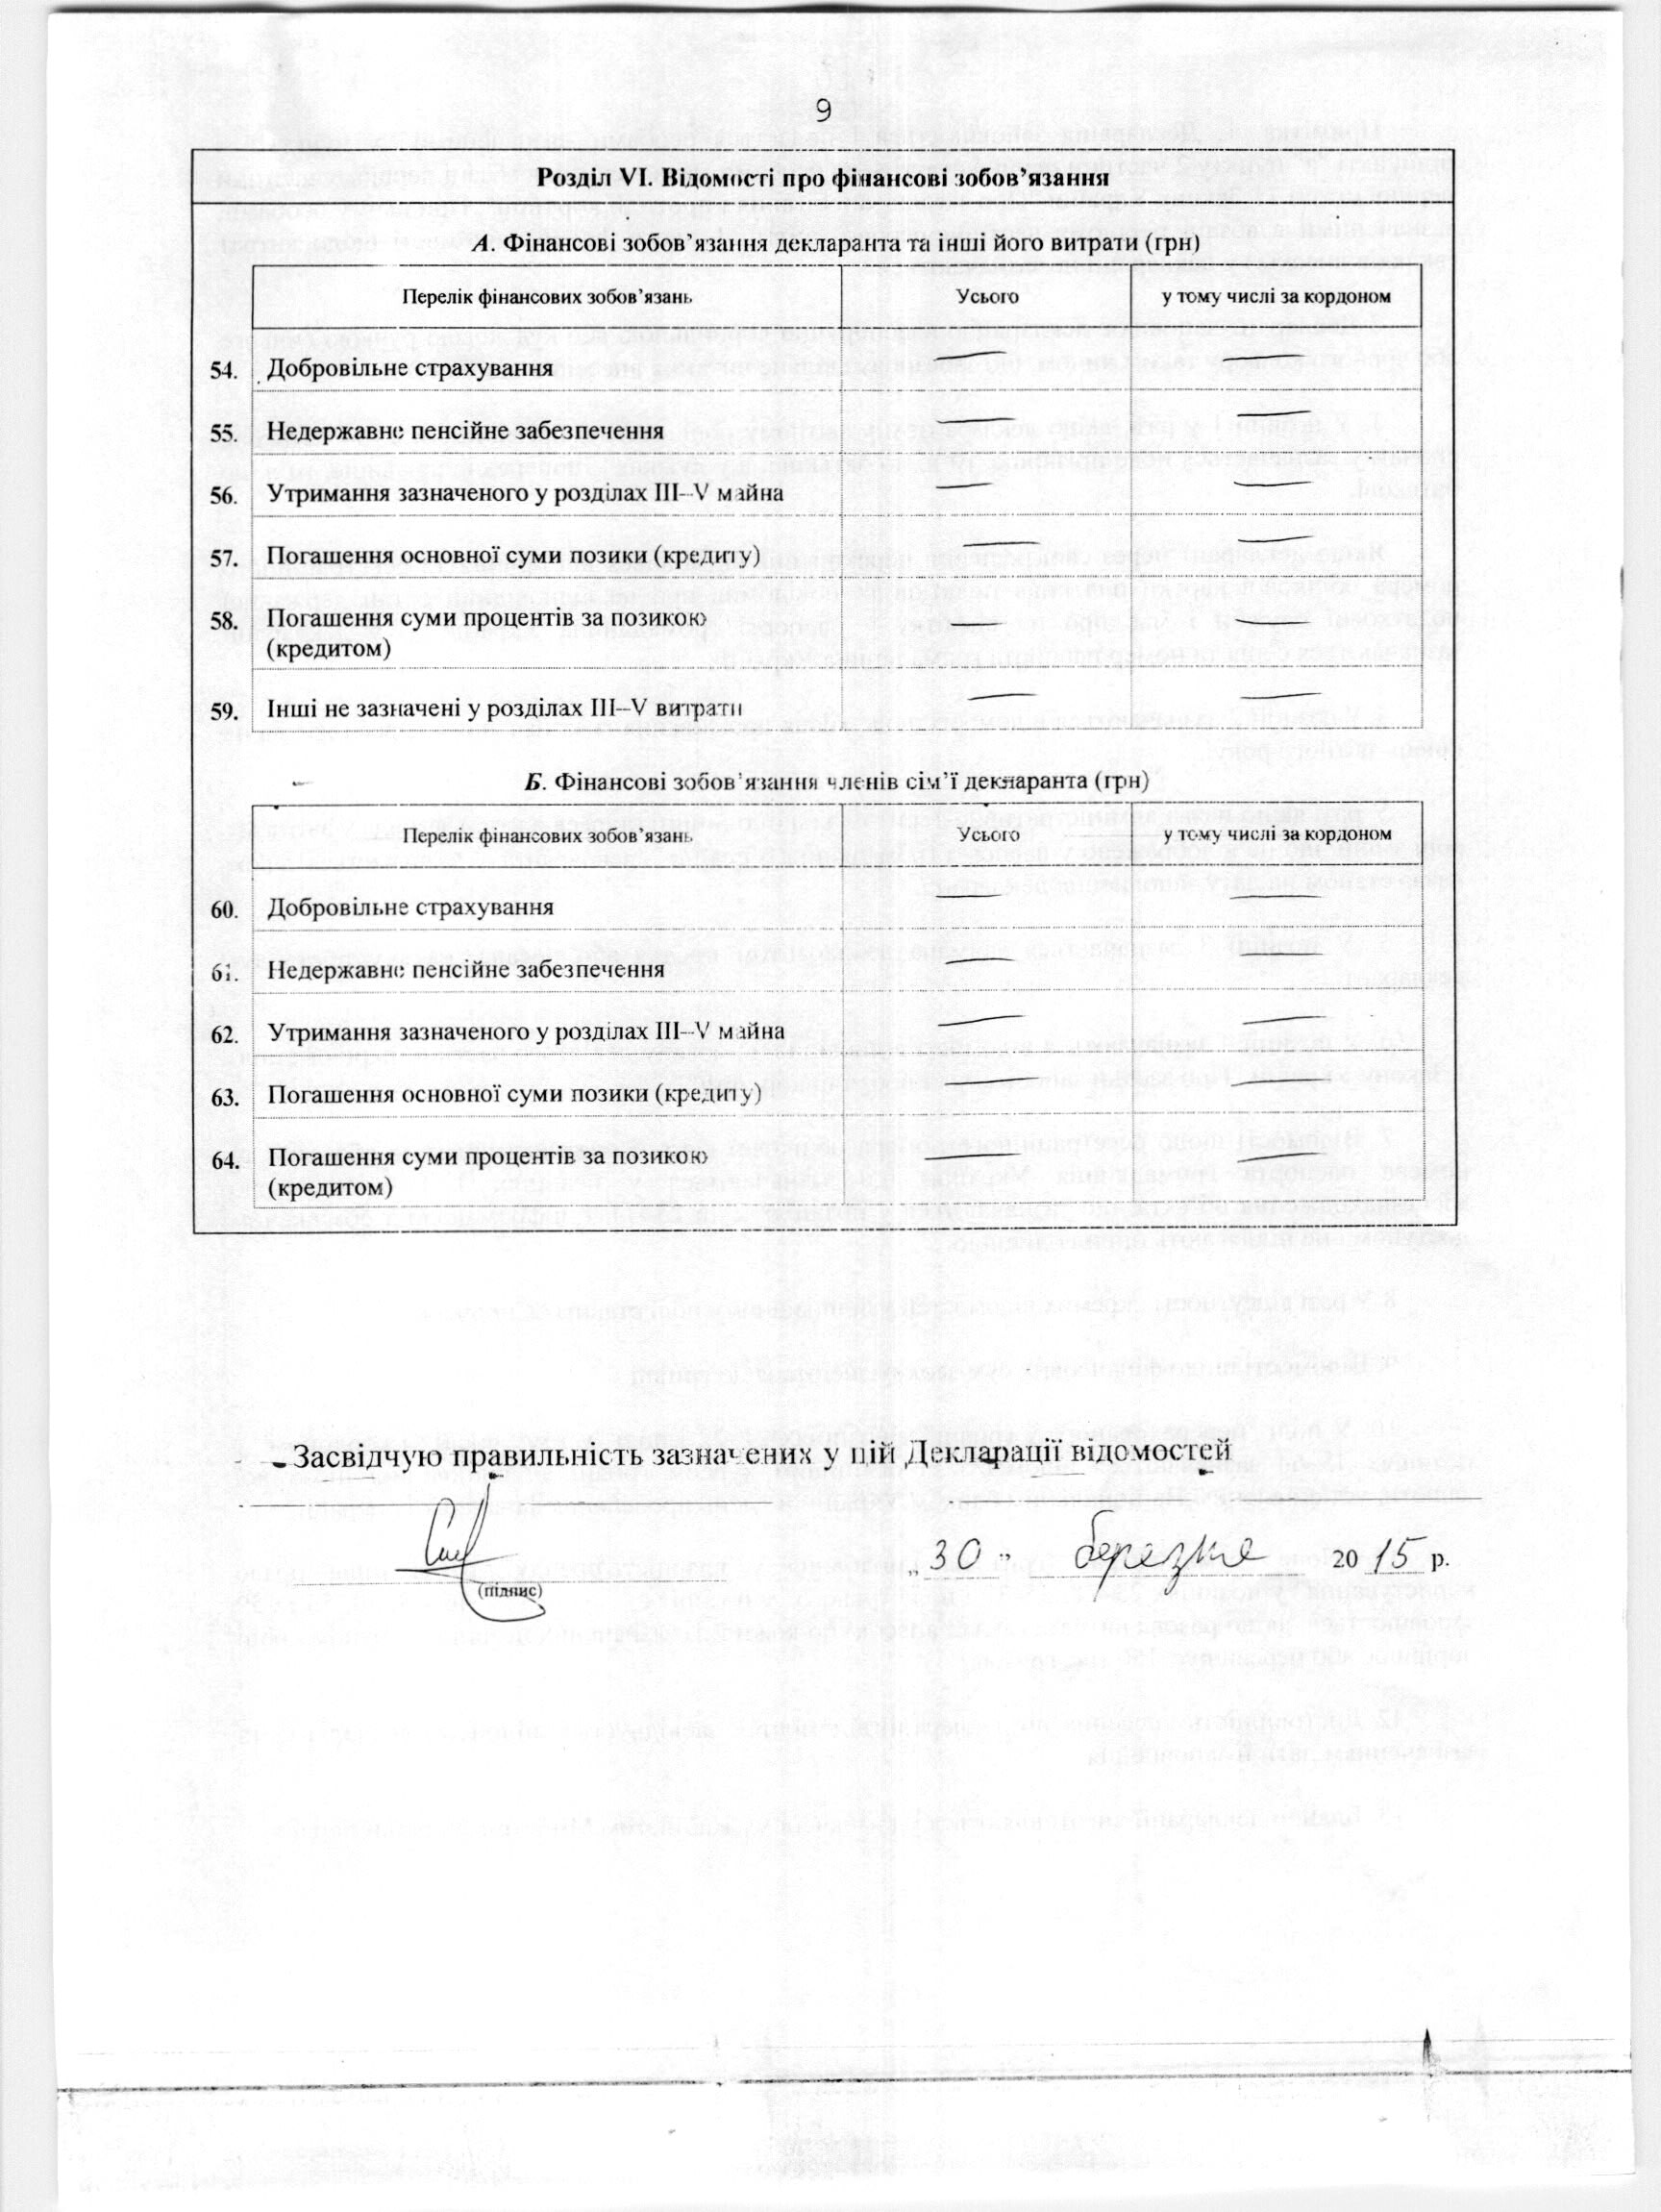 9
Розділ VI. Відомості про фінансові зобов’язання
А. Фінансові зобов’язання декларанта та інші його витрати (грн)
Перелік фінансових зобов’язань Усього у тому числі за кордоном
54. Добровільне страхування — —
55. Недержавне пенсійне забезпечення — —
56. Утримання зазначеного у розділах III–V майна — —
57. Погашення основної суми позики (кредиту) — —
58. Погашення суми процентів за позикою — —
(кредитом)
59. Інші не зазначені у розділах III–V витрати — —
Б. Фінансові зобов’язання членів сім’ї декларанта (грн)
Перелік фінансових зобов’язань Усього у тому числі за кордоном
60. Добровільне страхування — —
61. Недержавне пенсійне забезпечення — —
62. Утримання зазначеного у розділах III–V майна — —
63. Погашення основної суми позики (кредиту) — —
64. Погашення суми процентів за позикою — —
(кредитом)
Засвідчую правильність зазначених у цій Декларації відомостей
„ 30 ” березня 20 15 р.
(підпис)